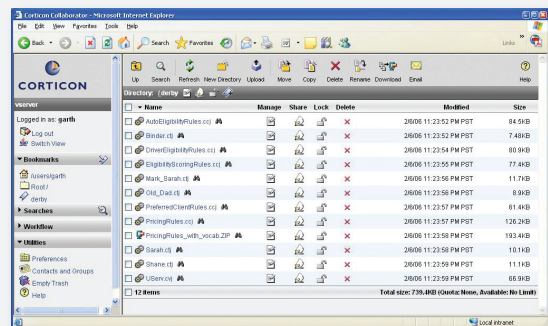 Corticon Collaborator - Microsoft Internet Explorer
File Edit View Favorites Tools Help
Back Search Favorites Links
CORTICON
Up Search Refresh New Directory Upload Move Copy Delete Rename Download Email Help
Directory: /derby
vserver
Logged in as: garth
Log out
Switch View
Bookmarks
/users/garth
Root /
derby
Searches
Workflow
Utilities
Preferences
Contacts and Groups
Empty Trash
Help
Name Manage Share Lock Delete Modified Size
AutoEligibilityRules.ccj 2/6/06 11:23:52 PM PST 84.5KB
Binder.ctj 2/6/06 11:23:52 PM PST 7.48KB
DriverEligibilityRules.ccj 2/6/06 11:23:54 PM PST 80.9KB
EligibilityScoringRules.ccj 2/6/06 11:23:55 PM PST 77.4KB
Mark_Sarah.ctj 2/6/06 11:23:56 PM PST 11.7KB
Old_Dad.ctj 2/6/06 11:23:56 PM PST 8.9KB
PreferredClientRules.ccj 2/6/06 11:23:57 PM PST 61.4KB
PricingRules.ccj 2/6/06 11:23:57 PM PST 126.2KB
PricingRules_with_vocab.ZIP 2/6/06 11:23:58 PM PST 193.4KB
Sarah.ctj 2/6/06 11:23:58 PM PST 10.1KB
Shane.ctj 2/6/06 11:23:59 PM PST 11.1KB
UServ.cvj 2/6/06 11:23:59 PM PST 66.9KB
12 items Total size: 739.4KB (Quota: None, Available: No Limit)
Local intranet